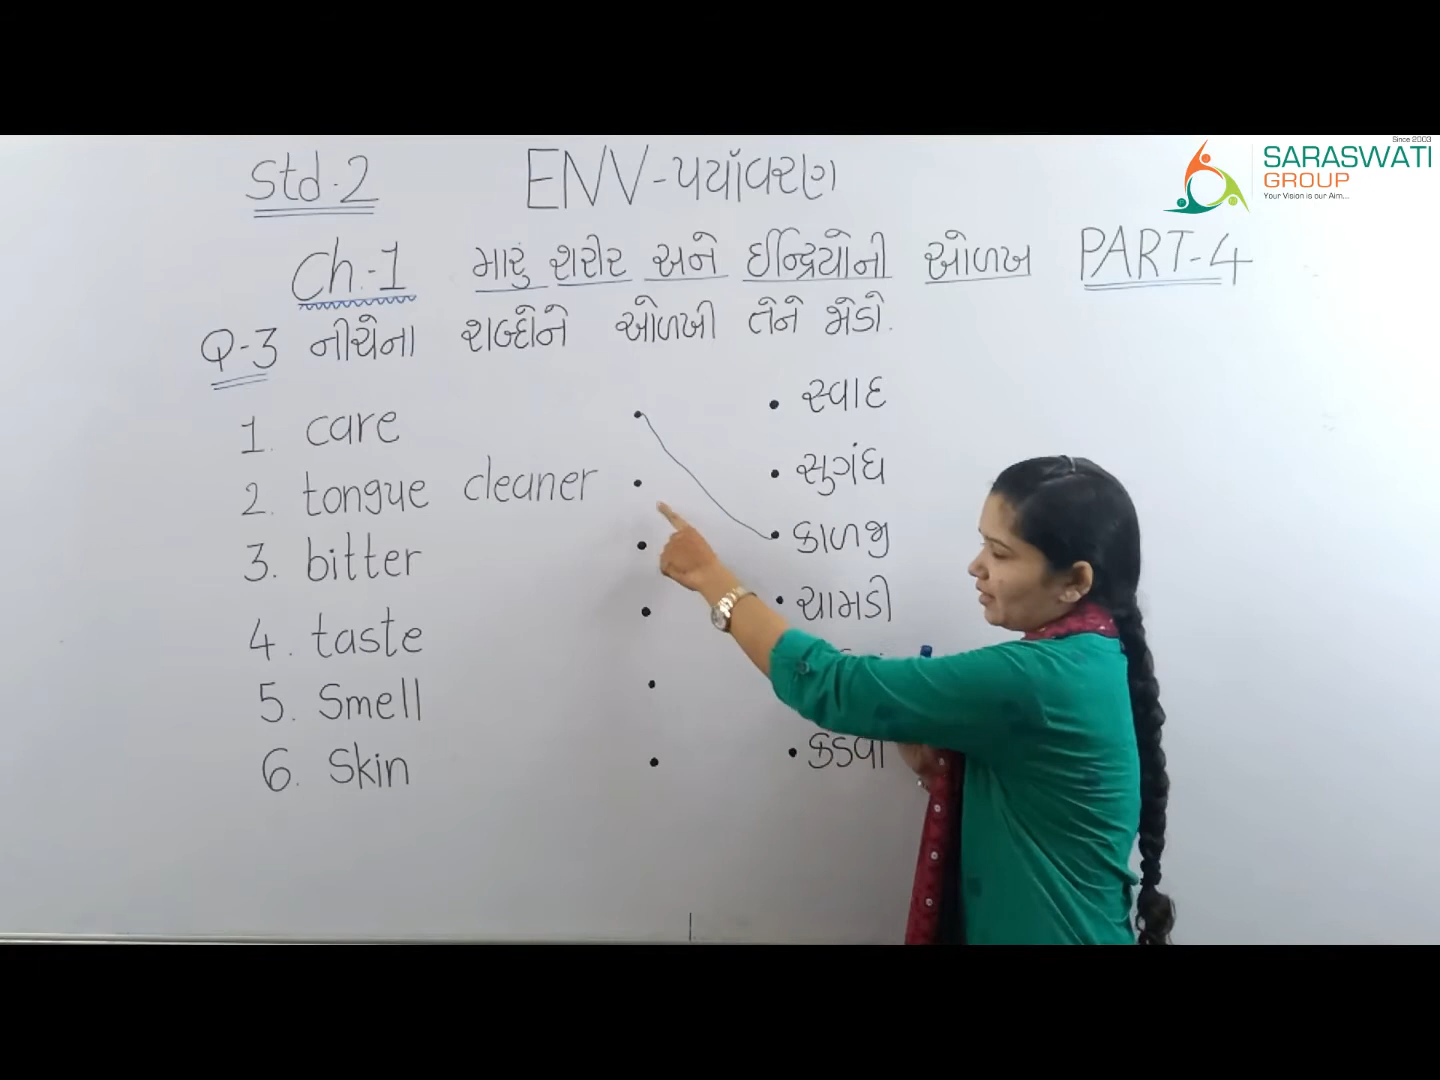 Since 2003
SARASWATI
GROUP
Your Vision is our Aim...
Std.2 ENV-પર્યાવરણ
Ch.-1 મારું શરીર અને ઈન્દ્રિયોની ઓળખ PART-4
Q-3 નીચેના શબ્દોને ઓળખી તેને જોડો.
1. care • • સ્વાદ
2. tongue cleaner • • સુગંધ
3. bitter • • કાળજી
4. taste • • ચામડી
5. Smell •
6. Skin • • કડવા